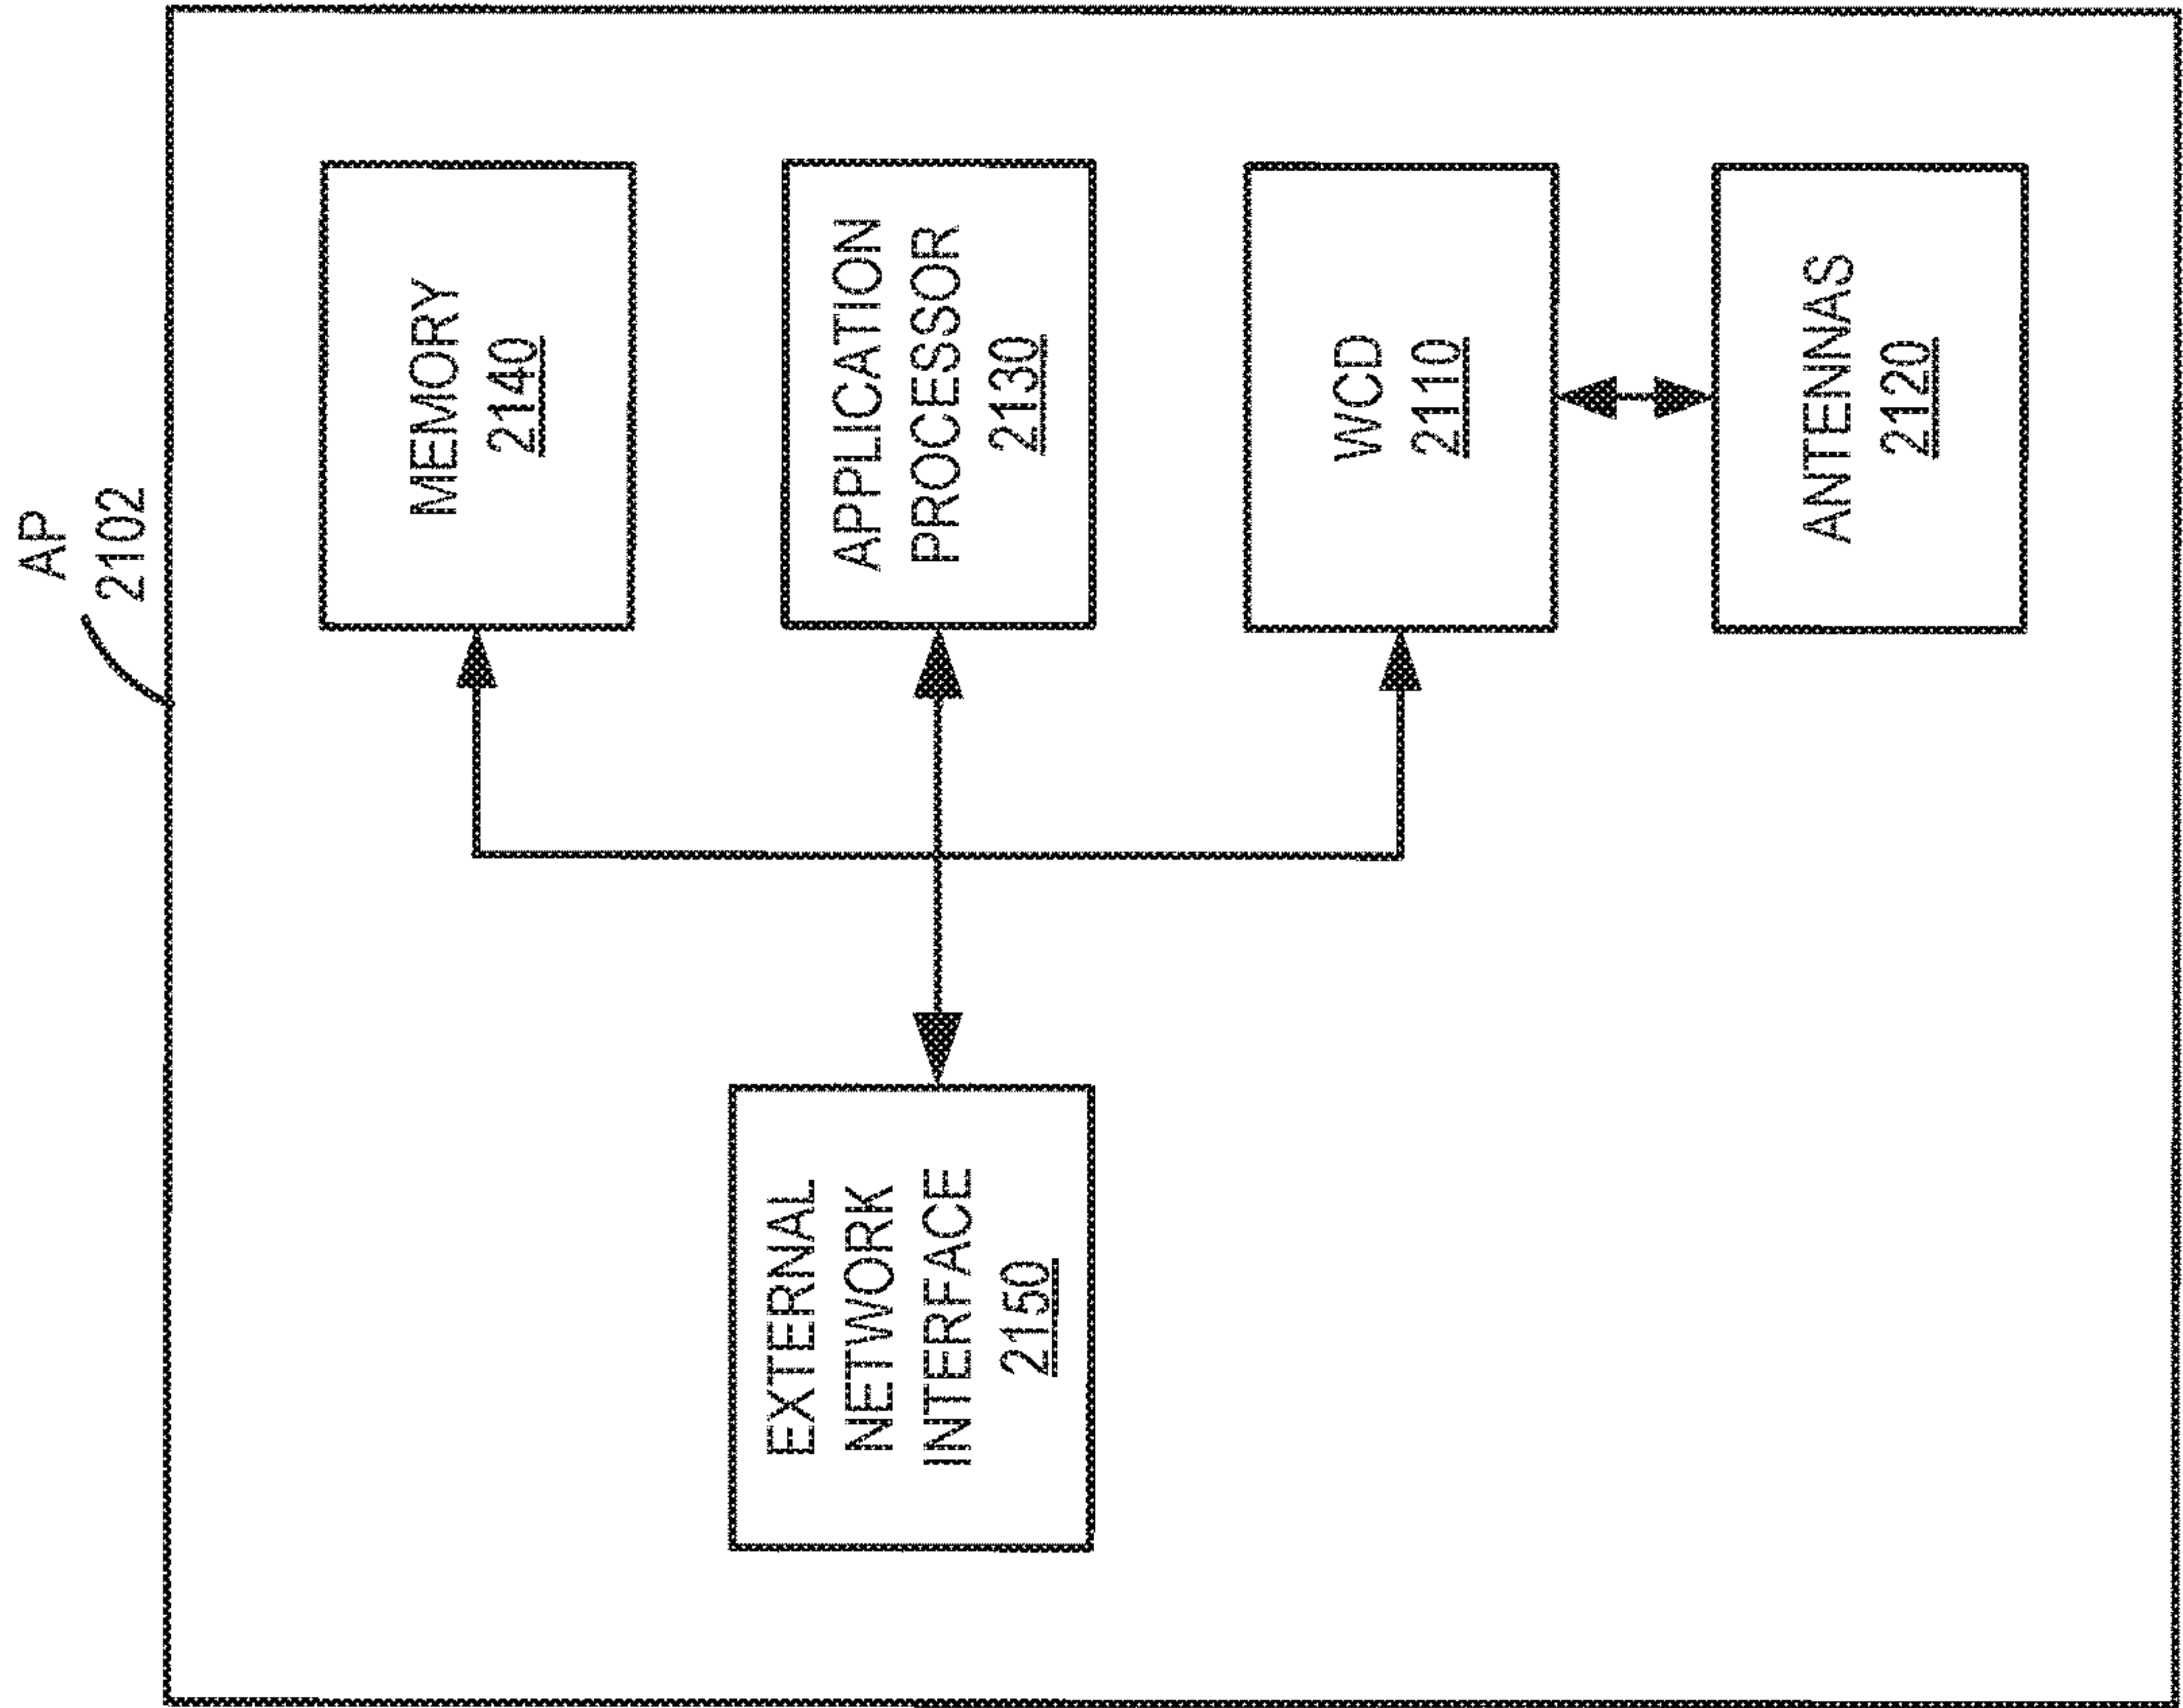 AP
2102
MEMORY
2140
APPLICATION
PROCESSOR
2130
EXTERNAL
NETWORK
INTERFACE
2150
WCD
2110
ANTENNAS
2120